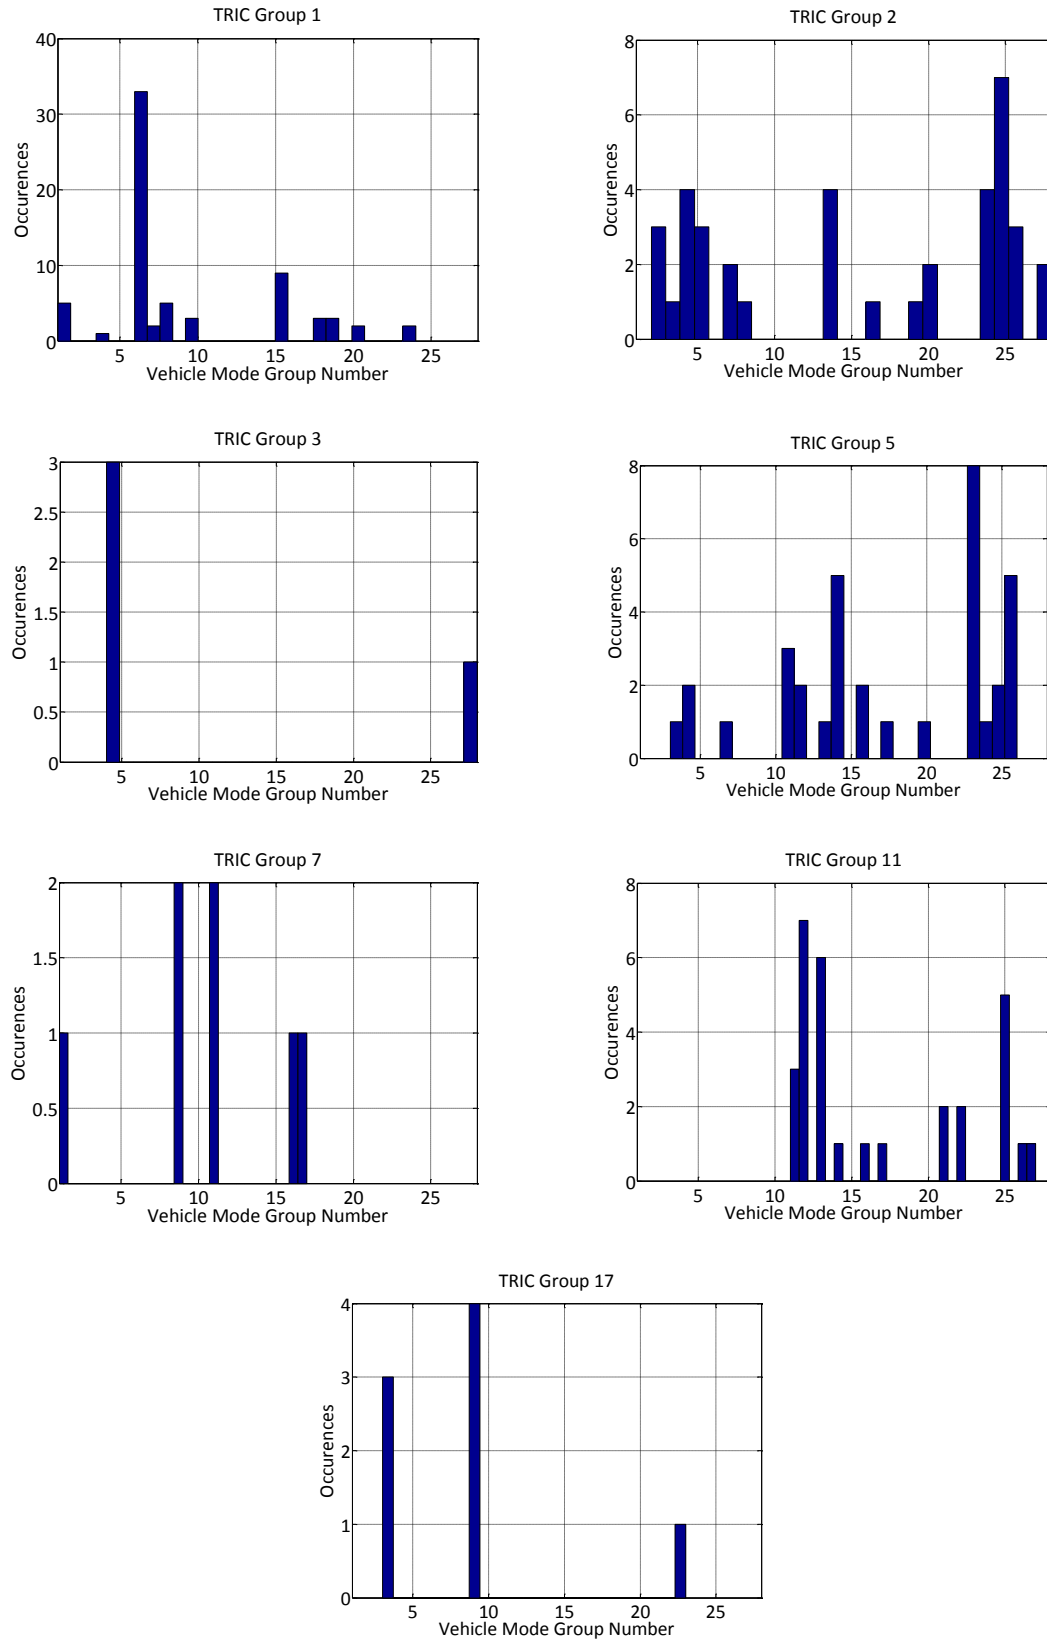 TRIC Group 1
40
30
20
10
0
Occurences
5 10 15 20 25
Vehicle Mode Group Number
TRIC Group 2
8
6
4
2
0
Occurences
5 10 15 20 25
Vehicle Mode Group Number
TRIC Group 3
3
2.5
2
1.5
1
0.5
0
Occurences
5 10 15 20 25
Vehicle Mode Group Number
TRIC Group 5
8
6
4
2
0
Occurences
5 10 15 20 25
Vehicle Mode Group Number
TRIC Group 7
2
1.5
1
0.5
0
Occurences
5 10 15 20 25
Vehicle Mode Group Number
TRIC Group 11
8
6
4
2
0
Occurences
5 10 15 20 25
Vehicle Mode Group Number
TRIC Group 17
4
3
2
1
0
Occurences
5 10 15 20 25
Vehicle Mode Group Number